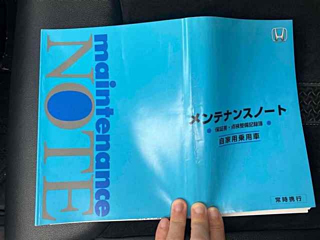 maintenance
NOTE
メンテナンスノート
保証書・点検整備記録簿
自家用乗用車
常時携行